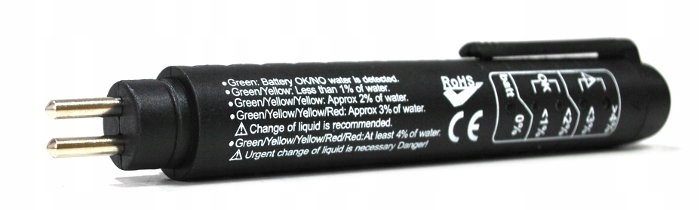 •Green: Battery OK/NO water is detected.
•Green/Yellow: Less than 1% of water.
•Green/Yellow/Yellow: Approx 2% of water.
•Green/Yellow/Yellow/Red: Approx 3% of water.
⚠Change of liquid is recommended.
•Green/Yellow/Yellow/Red/Red:At least 4% of water.
⚠Urgent change of liquid is necessary Danger!
RoHS
CE
Batt OK ⚠
0% <1% <2% <3% >4%